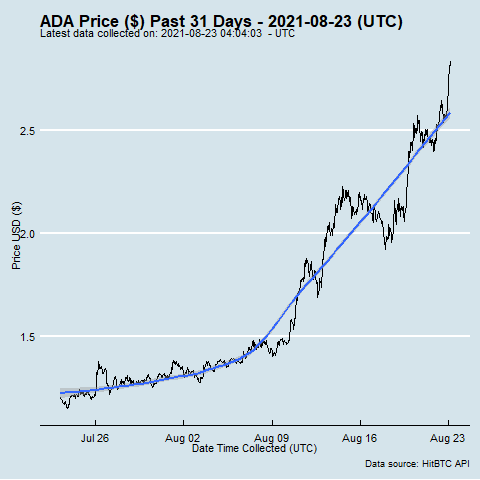 ADA Price ($) Past 31 Days - 2021-08-23 (UTC)
Latest data collected on: 2021-08-23 04:04:03  - UTC
2.5
2.0
1.5
Price USD ($)
Jul 26
Aug 02
Aug 09
Aug 16
Aug 23
Date Time Collected (UTC)
Data source: HitBTC API